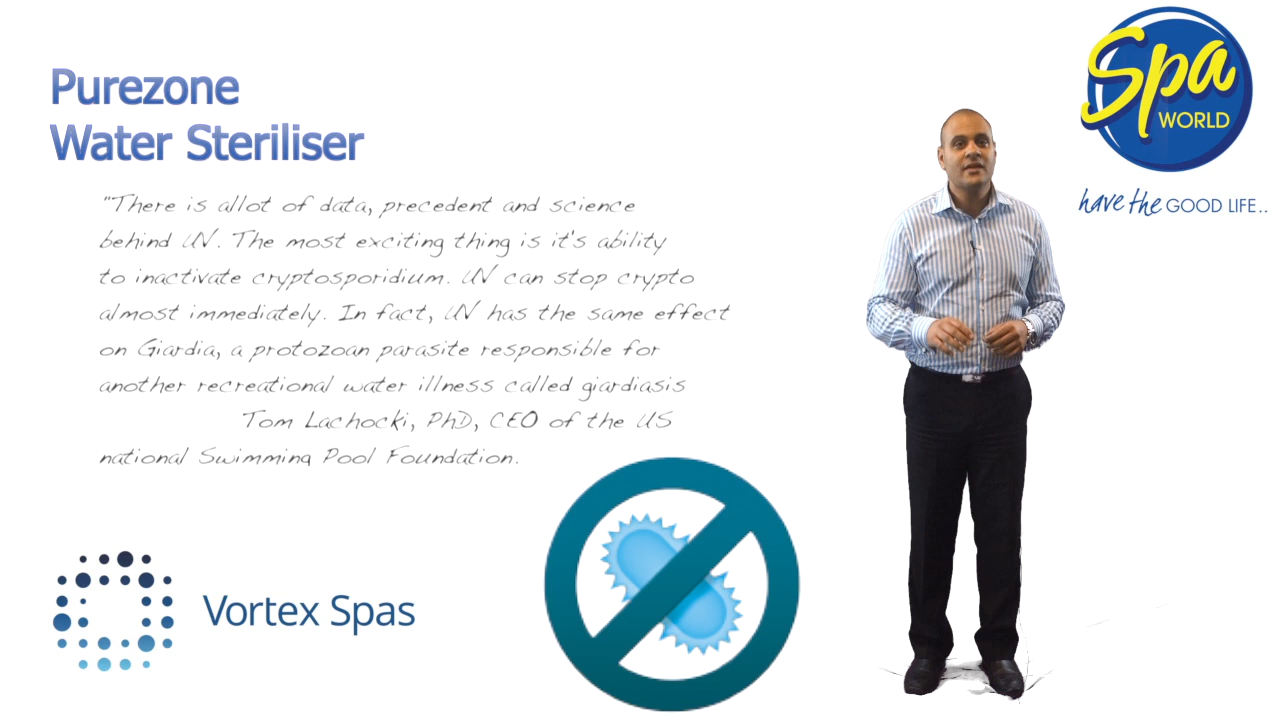 Purezone
Water Steriliser
"There is allot of data, precedent and science
behind UV. The most exciting thing is it's ability
to inactivate cryptosporidium. UV can stop crypto
almost immediately. In fact, UV has the same effect
on Giardia, a protozoan parasite responsible for
another recreational water illness called giardiasis
Tom Lachocki, PhD, CEO of the US
national Swimming Pool Foundation.
Vortex Spas
Spa
WORLD
have the GOOD LIFE..